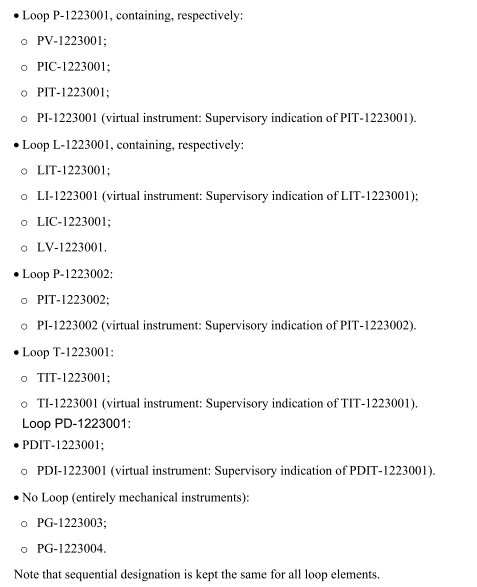 • Loop P-1223001, containing, respectively:
o PV-1223001;
o PIC-1223001;
o PIT-1223001;
o PI-1223001 (virtual instrument: Supervisory indication of PIT-1223001).
• Loop L-1223001, containing, respectively:
o LIT-1223001;
o LI-1223001 (virtual instrument: Supervisory indication of LIT-1223001);
o LIC-1223001;
o LV-1223001.
• Loop P-1223002:
o PIT-1223002;
o PI-1223002 (virtual instrument: Supervisory indication of PIT-1223002).
• Loop T-1223001:
o TIT-1223001;
o TI-1223001 (virtual instrument: Supervisory indication of TIT-1223001).
Loop PD-1223001:
• PDIT-1223001;
o PDI-1223001 (virtual instrument: Supervisory indication of PDIT-1223001).
• No Loop (entirely mechanical instruments):
o PG-1223003;
o PG-1223004.
Note that sequential designation is kept the same for all loop elements.